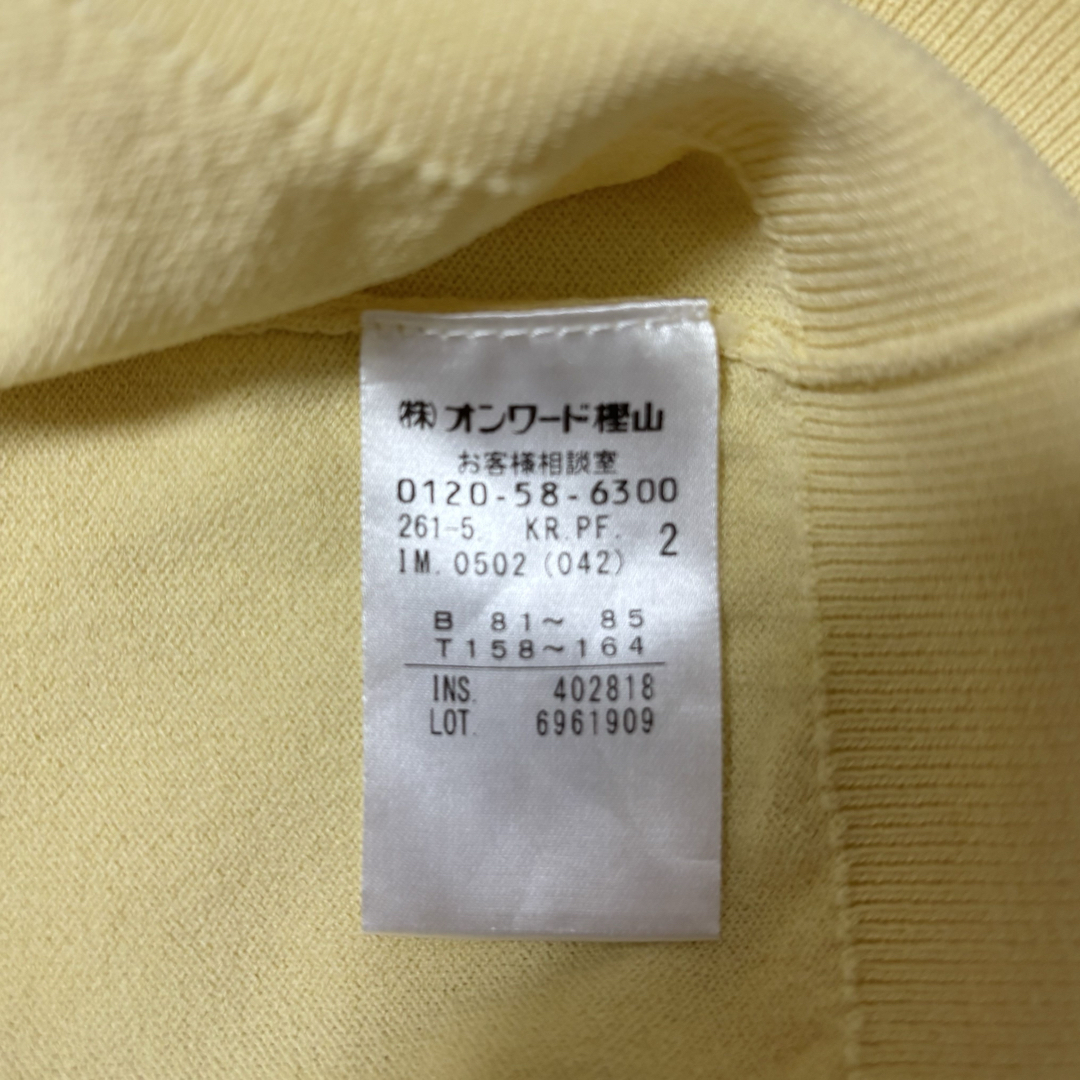 ㈱オンワード樫山
お客様相談室
0120-58-6300
261-5. KR.PF. 2
IM. 0502 (042)
B 81〜 85
T158〜164
INS. 402818
LOT. 6961909